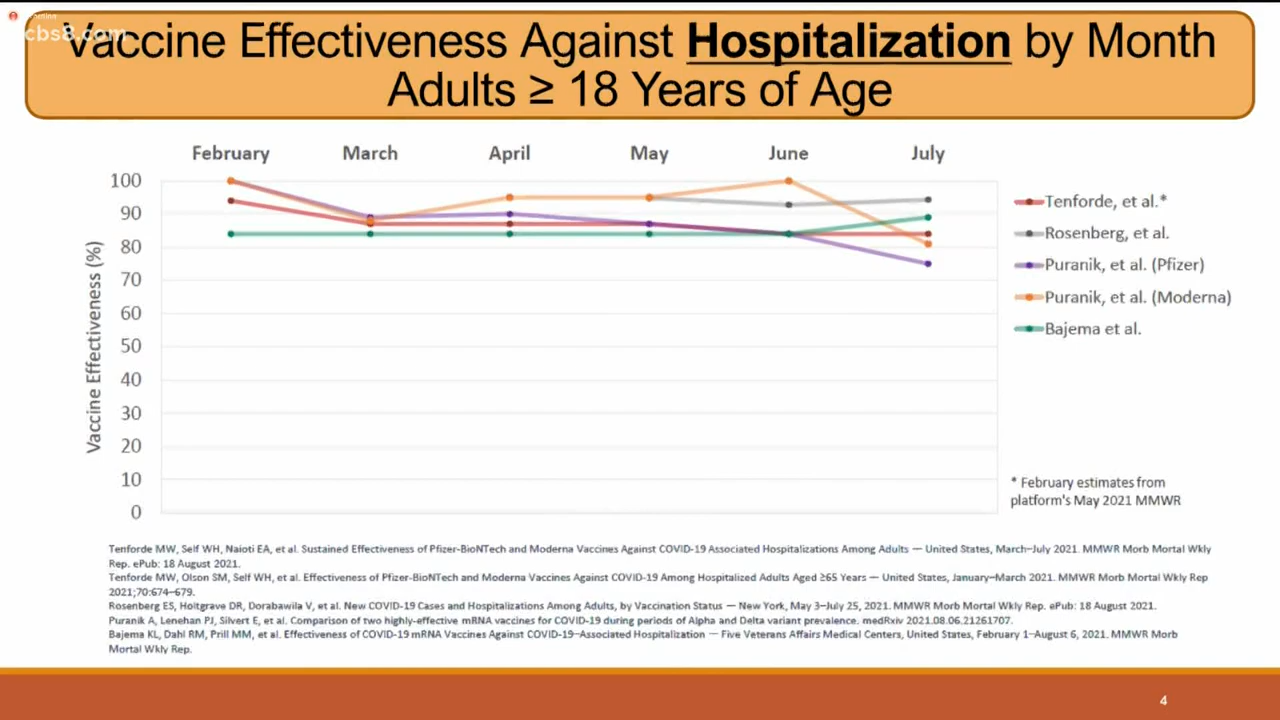 cbs8.com
Vaccine Effectiveness Against Hospitalization by Month
Adults ≥ 18 Years of Age
February March April May June July
100
90
80
70
60
50
40
30
20
10
0
Vaccine Effectiveness (%)
Tenforde, et al.*
Rosenberg, et al.
Puranik, et al. (Pfizer)
Puranik, et al. (Moderna)
Bajema et al.
* February estimates from
platform's May 2021 MMWR
Tenforde MW, Self WH, Naioti EA, et al. Sustained Effectiveness of Pfizer-BioNTech and Moderna Vaccines Against COVID-19 Associated Hospitalizations Among Adults — United States, March–July 2021. MMWR Morb Mortal Wkly
Rep. ePub: 18 August 2021.
Tenforde MW, Olson SM, Self WH, et al. Effectiveness of Pfizer-BioNTech and Moderna Vaccines Against COVID-19 Among Hospitalized Adults Aged ≥65 Years — United States, January–March 2021. MMWR Morb Mortal Wkly Rep
2021;70:674–679.
Rosenberg ES, Holtgrave DR, Dorabawila V, et al. New COVID-19 Cases and Hospitalizations Among Adults, by Vaccination Status — New York, May 3–July 25, 2021. MMWR Morb Mortal Wkly Rep. ePub: 18 August 2021.
Puranik A, Lenehan PJ, Silvert E, et al. Comparison of two highly-effective mRNA vaccines for COVID-19 during periods of Alpha and Delta variant prevalence. medRxiv 2021.08.06.21261707.
Bajema KL, Dahl RM, Prill MM, et al. Effectiveness of COVID-19 mRNA Vaccines Against COVID-19–Associated Hospitalization — Five Veterans Affairs Medical Centers, United States, February 1–August 6, 2021. MMWR Morb
Mortal Wkly Rep.
4